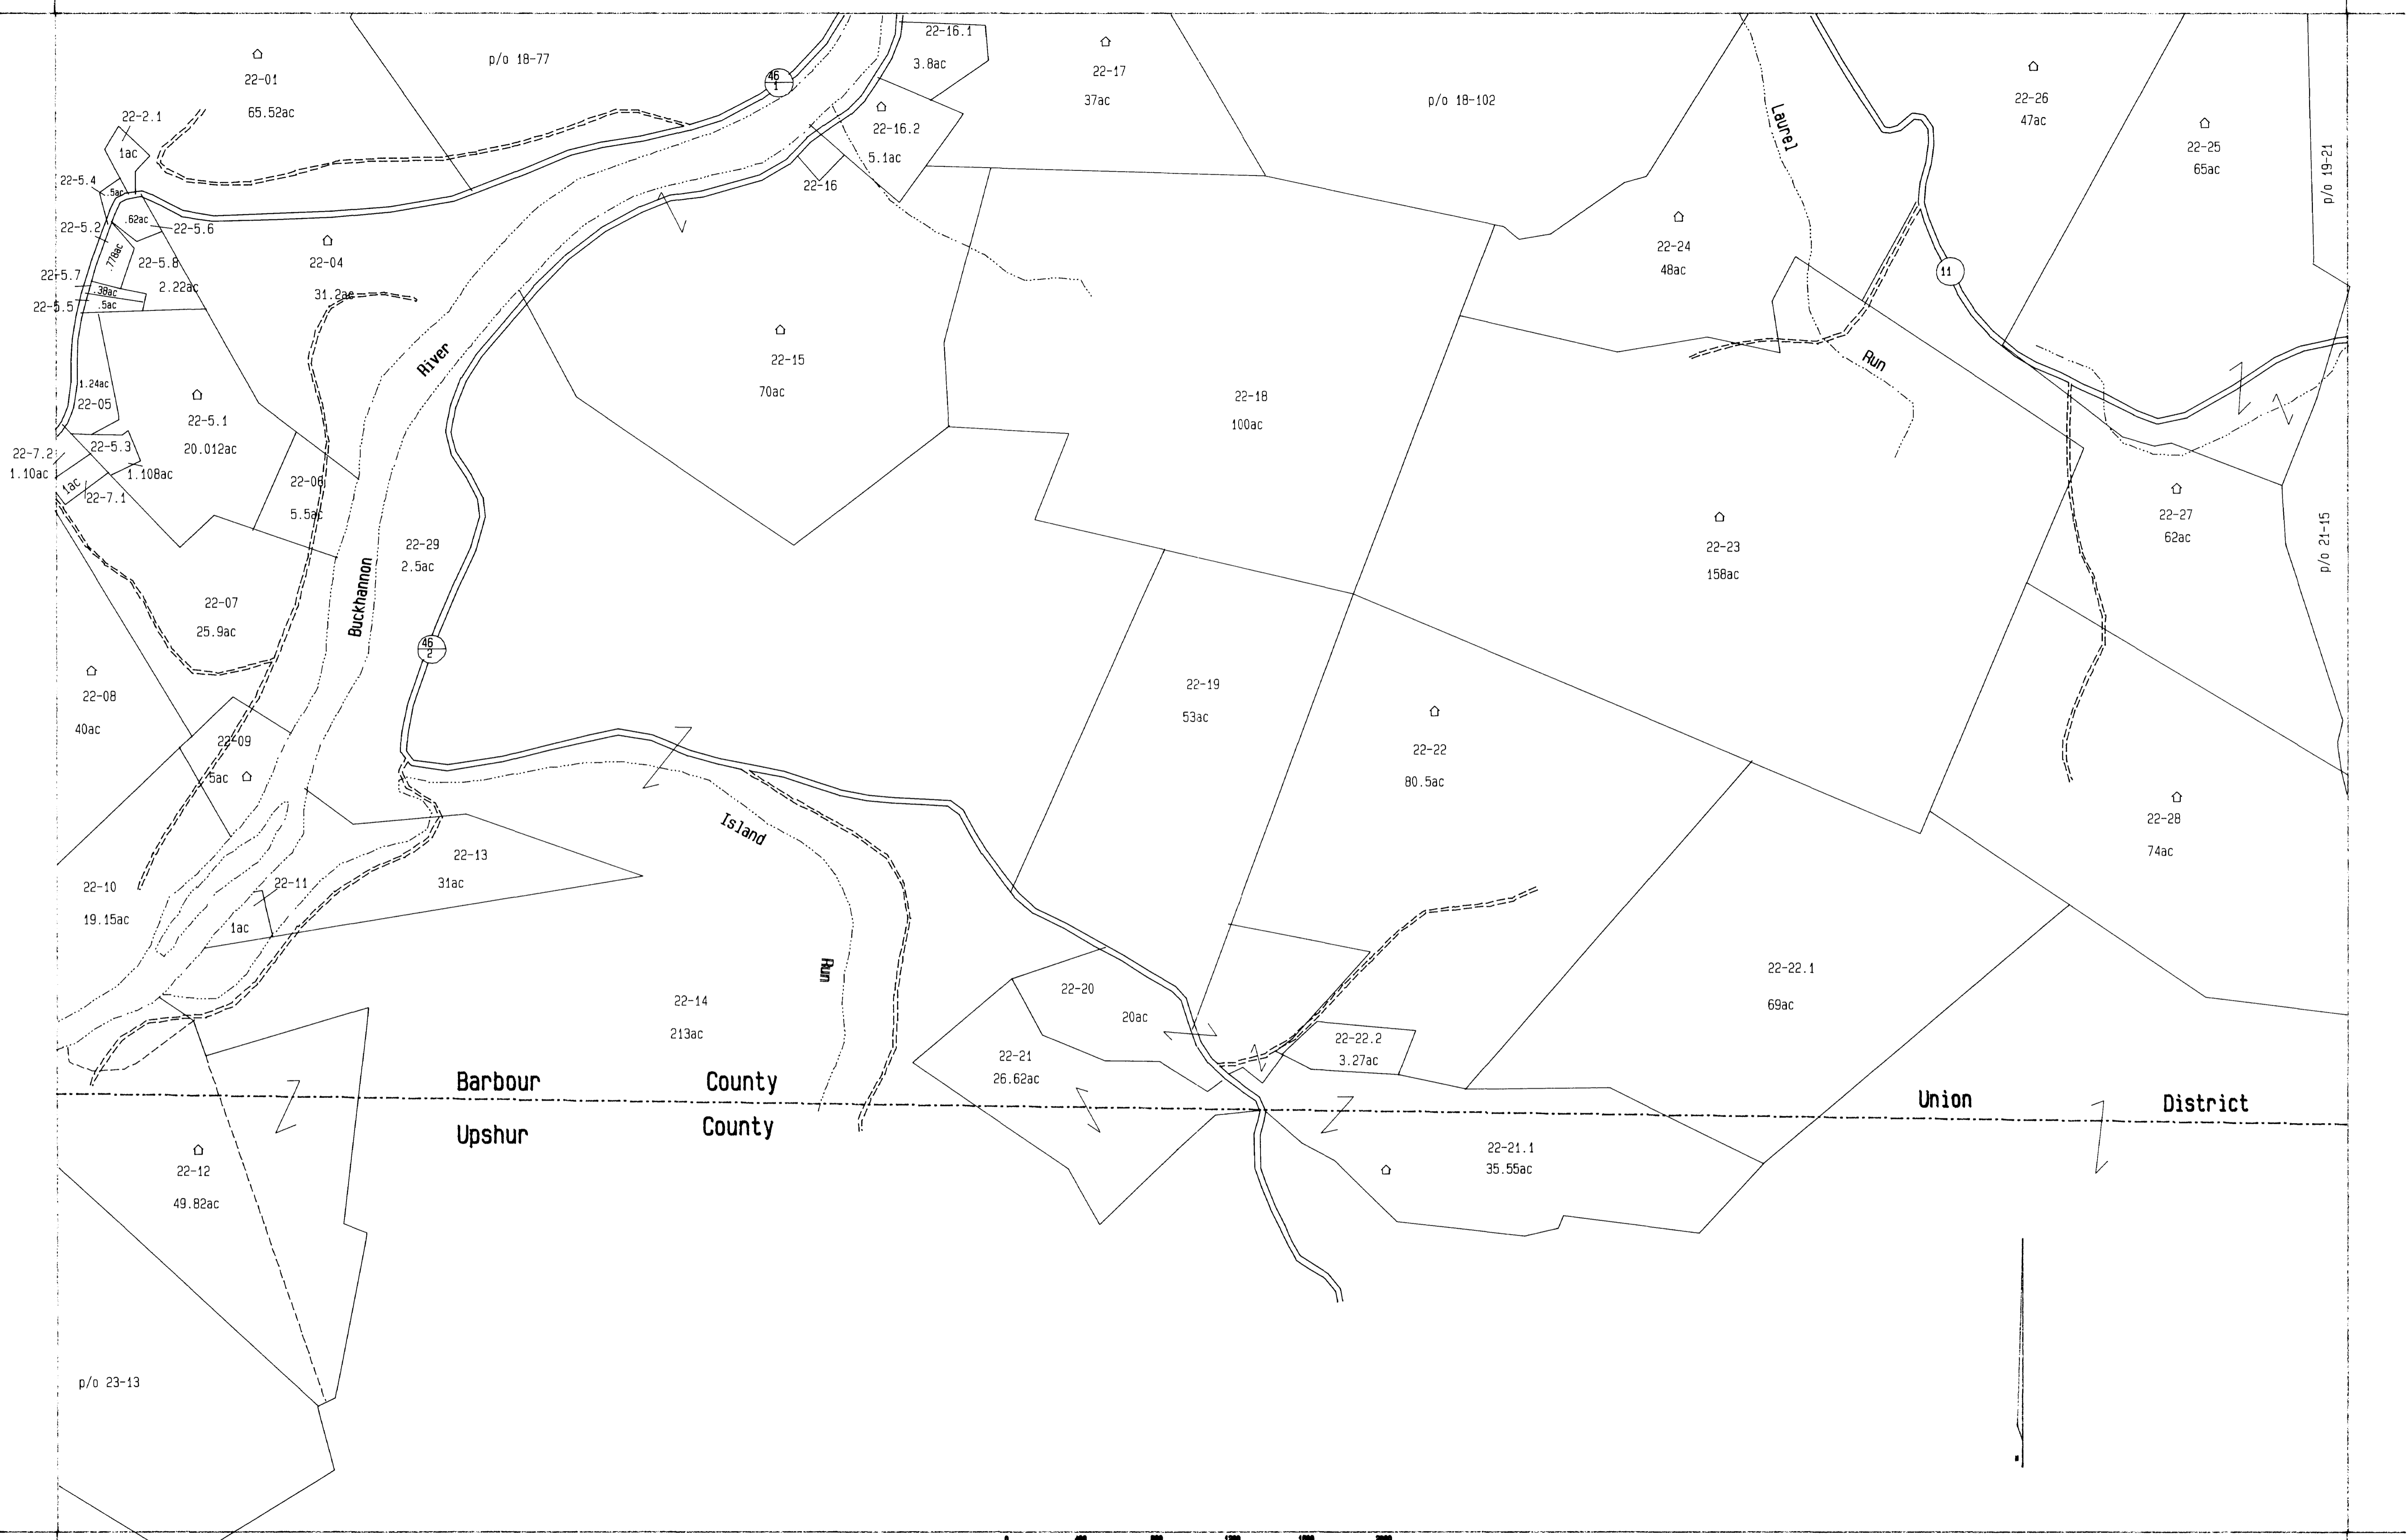 22-01
65.52ac
p/o 18-77
46
1
22-16.1
3.8ac
22-17
37ac
p/o 18-102
Laurel
22-26
47ac
22-25
65ac
p/o 19-21
22-2.1
1ac
22-16.2
5.1ac
22-16
22-5.4
.5ac
.62ac
22-5.6
22-5.2
.778ac
22-5.8
2.22ac
22-5.7
.38ac
22-5.5
.5ac
22-04
31.2ac
22-24
48ac
11
River
22-15
70ac
22-18
100ac
Run
1.24ac
22-05
22-5.1
20.012ac
22-7.2
1.10ac
22-5.3
1.108ac
1ac
22-7.1
22-06
5.5ac
22-29
2.5ac
22-23
158ac
22-27
62ac
p/o 21-15
Buckhannon
22-07
25.9ac
46
2
22-08
40ac
22-19
53ac
22-09
5ac
22-22
80.5ac
Island
22-28
74ac
22-13
31ac
22-10
19.15ac
22-11
1ac
Run
22-14
213ac
22-20
20ac
22-22.1
69ac
22-21
26.62ac
22-22.2
3.27ac
Barbour County
Union District
Upshur County
22-12
49.82ac
22-21.1
35.55ac
p/o 23-13